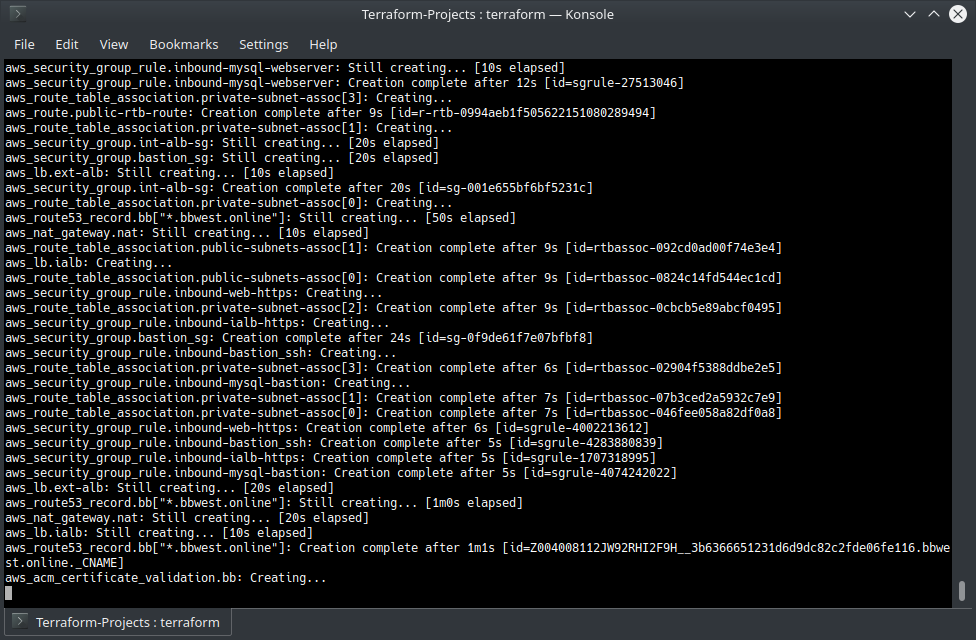 Terraform-Projects : terraform — Konsole
File Edit View Bookmarks Settings Help
aws_security_group_rule.inbound-mysql-webserver: Still creating... [10s elapsed]
aws_security_group_rule.inbound-mysql-webserver: Creation complete after 12s [id=sgrule-27513046]
aws_route_table_association.private-subnet-assoc[3]: Creating...
aws_route.public-rtb-route: Creation complete after 9s [id=r-rtb-0994aeb1f505622151080289494]
aws_route_table_association.private-subnet-assoc[1]: Creating...
aws_security_group.int-alb-sg: Still creating... [20s elapsed]
aws_security_group.bastion_sg: Still creating... [20s elapsed]
aws_lb.ext-alb: Still creating... [10s elapsed]
aws_security_group.int-alb-sg: Creation complete after 20s [id=sg-001e655bf6bf5231c]
aws_route_table_association.private-subnet-assoc[0]: Creating...
aws_route53_record.bb["*.bbwest.online"]: Still creating... [50s elapsed]
aws_nat_gateway.nat: Still creating... [10s elapsed]
aws_route_table_association.public-subnets-assoc[1]: Creation complete after 9s [id=rtbassoc-092cd0ad00f74e3e4]
aws_lb.ialb: Creating...
aws_route_table_association.public-subnets-assoc[0]: Creation complete after 9s [id=rtbassoc-0824c14fd544ec1cd]
aws_security_group_rule.inbound-web-https: Creating...
aws_route_table_association.private-subnet-assoc[2]: Creation complete after 9s [id=rtbassoc-0cbcb5e89abcf0495]
aws_security_group_rule.inbound-ialb-https: Creating...
aws_security_group.bastion_sg: Creation complete after 24s [id=sg-0f9de61f7e07bfbf8]
aws_security_group_rule.inbound-bastion_ssh: Creating...
aws_route_table_association.private-subnet-assoc[3]: Creation complete after 6s [id=rtbassoc-02904f5388ddbe2e5]
aws_security_group_rule.inbound-mysql-bastion: Creating...
aws_route_table_association.private-subnet-assoc[1]: Creation complete after 7s [id=rtbassoc-07b3ced2a5932c7e9]
aws_route_table_association.private-subnet-assoc[0]: Creation complete after 7s [id=rtbassoc-046fee058a82df0a8]
aws_security_group_rule.inbound-web-https: Creation complete after 6s [id=sgrule-4002213612]
aws_security_group_rule.inbound-bastion_ssh: Creation complete after 5s [id=sgrule-4283880839]
aws_security_group_rule.inbound-ialb-https: Creation complete after 5s [id=sgrule-1707318995]
aws_security_group_rule.inbound-mysql-bastion: Creation complete after 5s [id=sgrule-4074242022]
aws_lb.ext-alb: Still creating... [20s elapsed]
aws_route53_record.bb["*.bbwest.online"]: Still creating... [1m0s elapsed]
aws_nat_gateway.nat: Still creating... [20s elapsed]
aws_lb.ialb: Still creating... [10s elapsed]
aws_route53_record.bb["*.bbwest.online"]: Creation complete after 1m1s [id=Z004008112JW92RHI2F9H__3b6366651231d6d9dc82c2fde06fe116.bbwe
st.online._CNAME]
aws_acm_certificate_validation.bb: Creating...
Terraform-Projects : terraform